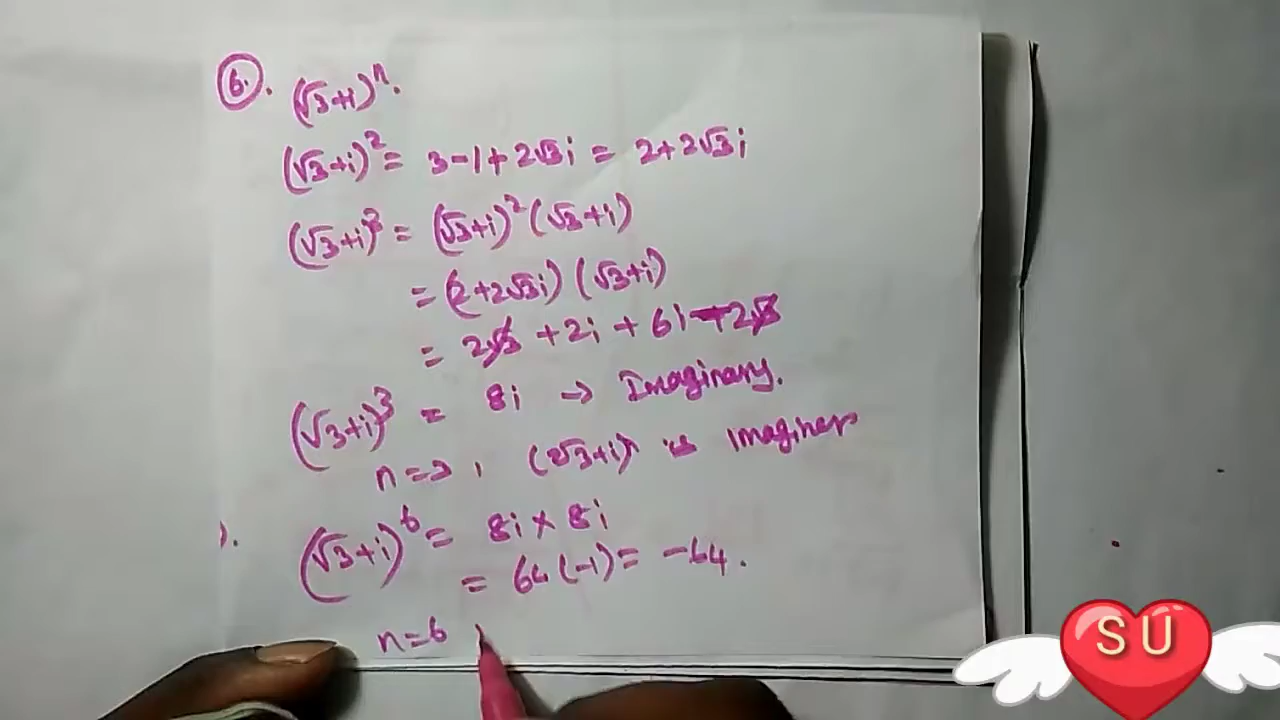 6. (√3+i)ⁿ.
(√3+i)² = 3-1+2√3i = 2+2√3i
(√3+i)³ = (√3+i)² (√3+i)
= (2+2√3i) (√3+i)
= 2√3 + 2i + 6i - 2√3
(√3+i)³ = 8i → Imaginary.
n=3, (√3+i)ⁿ is Imaginary
).
(√3+i)⁶ = 8i × 8i
= 64 (-1) = -64.
n=6
SU